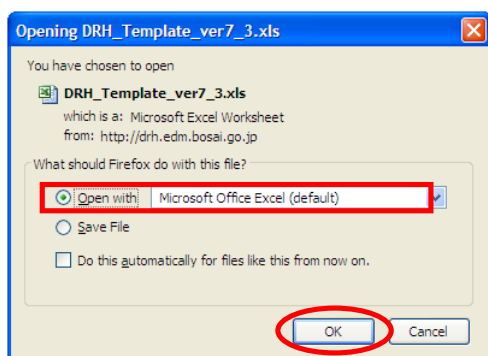 Opening DRH_Template_ver7_3.xls
You have chosen to open
DRH_Template_ver7_3.xls
which is a: Microsoft Excel Worksheet
from: http://drh.edm.bosai.go.jp
What should Firefox do with this file?
Open with Microsoft Office Excel (default)
Save File
Do this automatically for files like this from now on.
OK Cancel